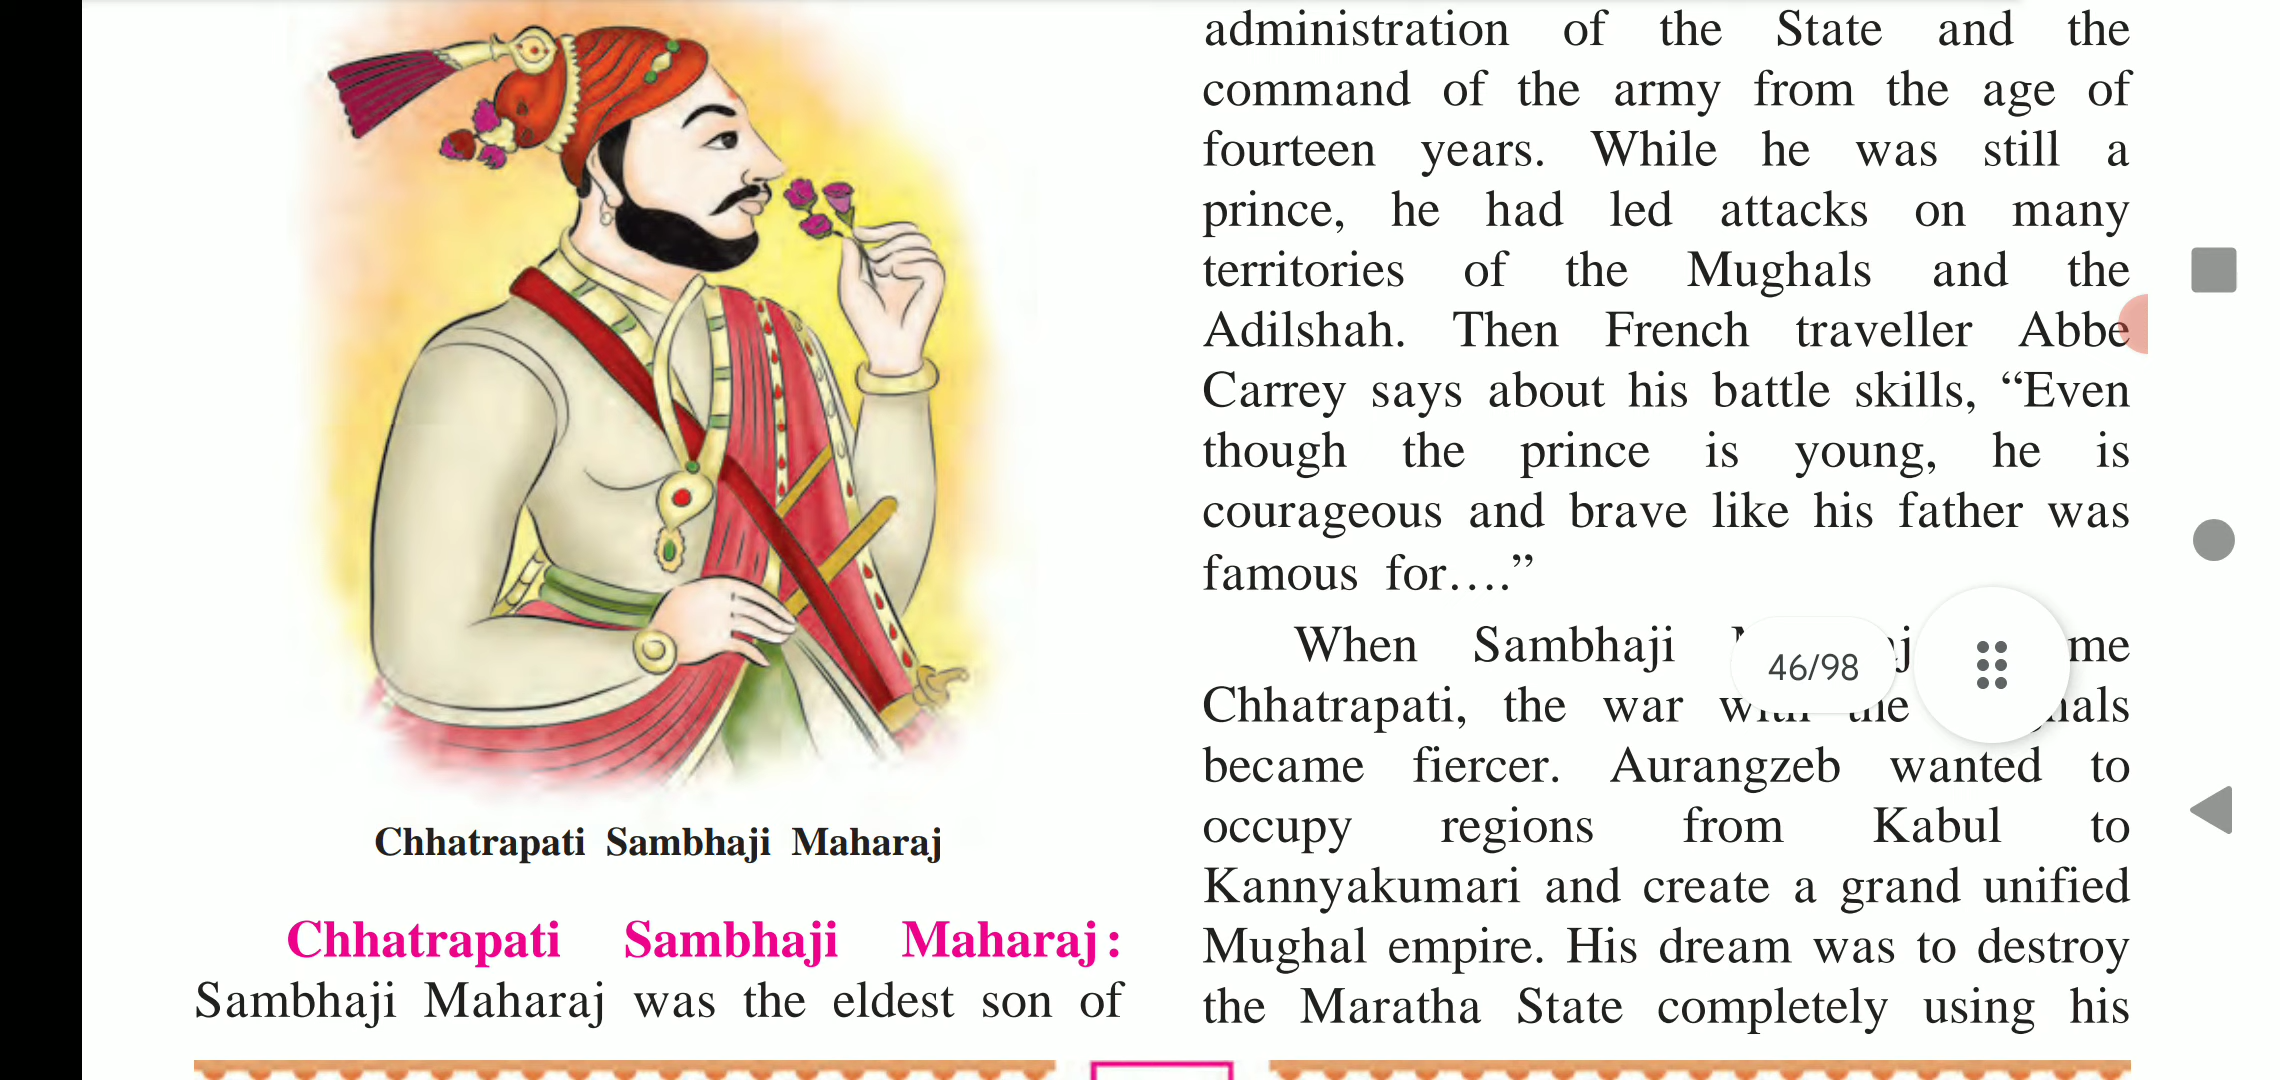 Chhatrapati Sambhaji Maharaj
Chhatrapati Sambhaji Maharaj:
Sambhaji Maharaj was the eldest son of
administration of the State and the
command of the army from the age of
fourteen years. While he was still a
prince, he had led attacks on many
territories of the Mughals and the
Adilshah. Then French traveller Abbe
Carrey says about his battle skills, “Even
though the prince is young, he is
courageous and brave like his father was
famous for....”
When Sambhaji
Chhatrapati, the war with the
became fiercer. Aurangzeb wanted to
occupy regions from Kabul to
Kannyakumari and create a grand unified
Mughal empire. His dream was to destroy
the Maratha State completely using his
46/98